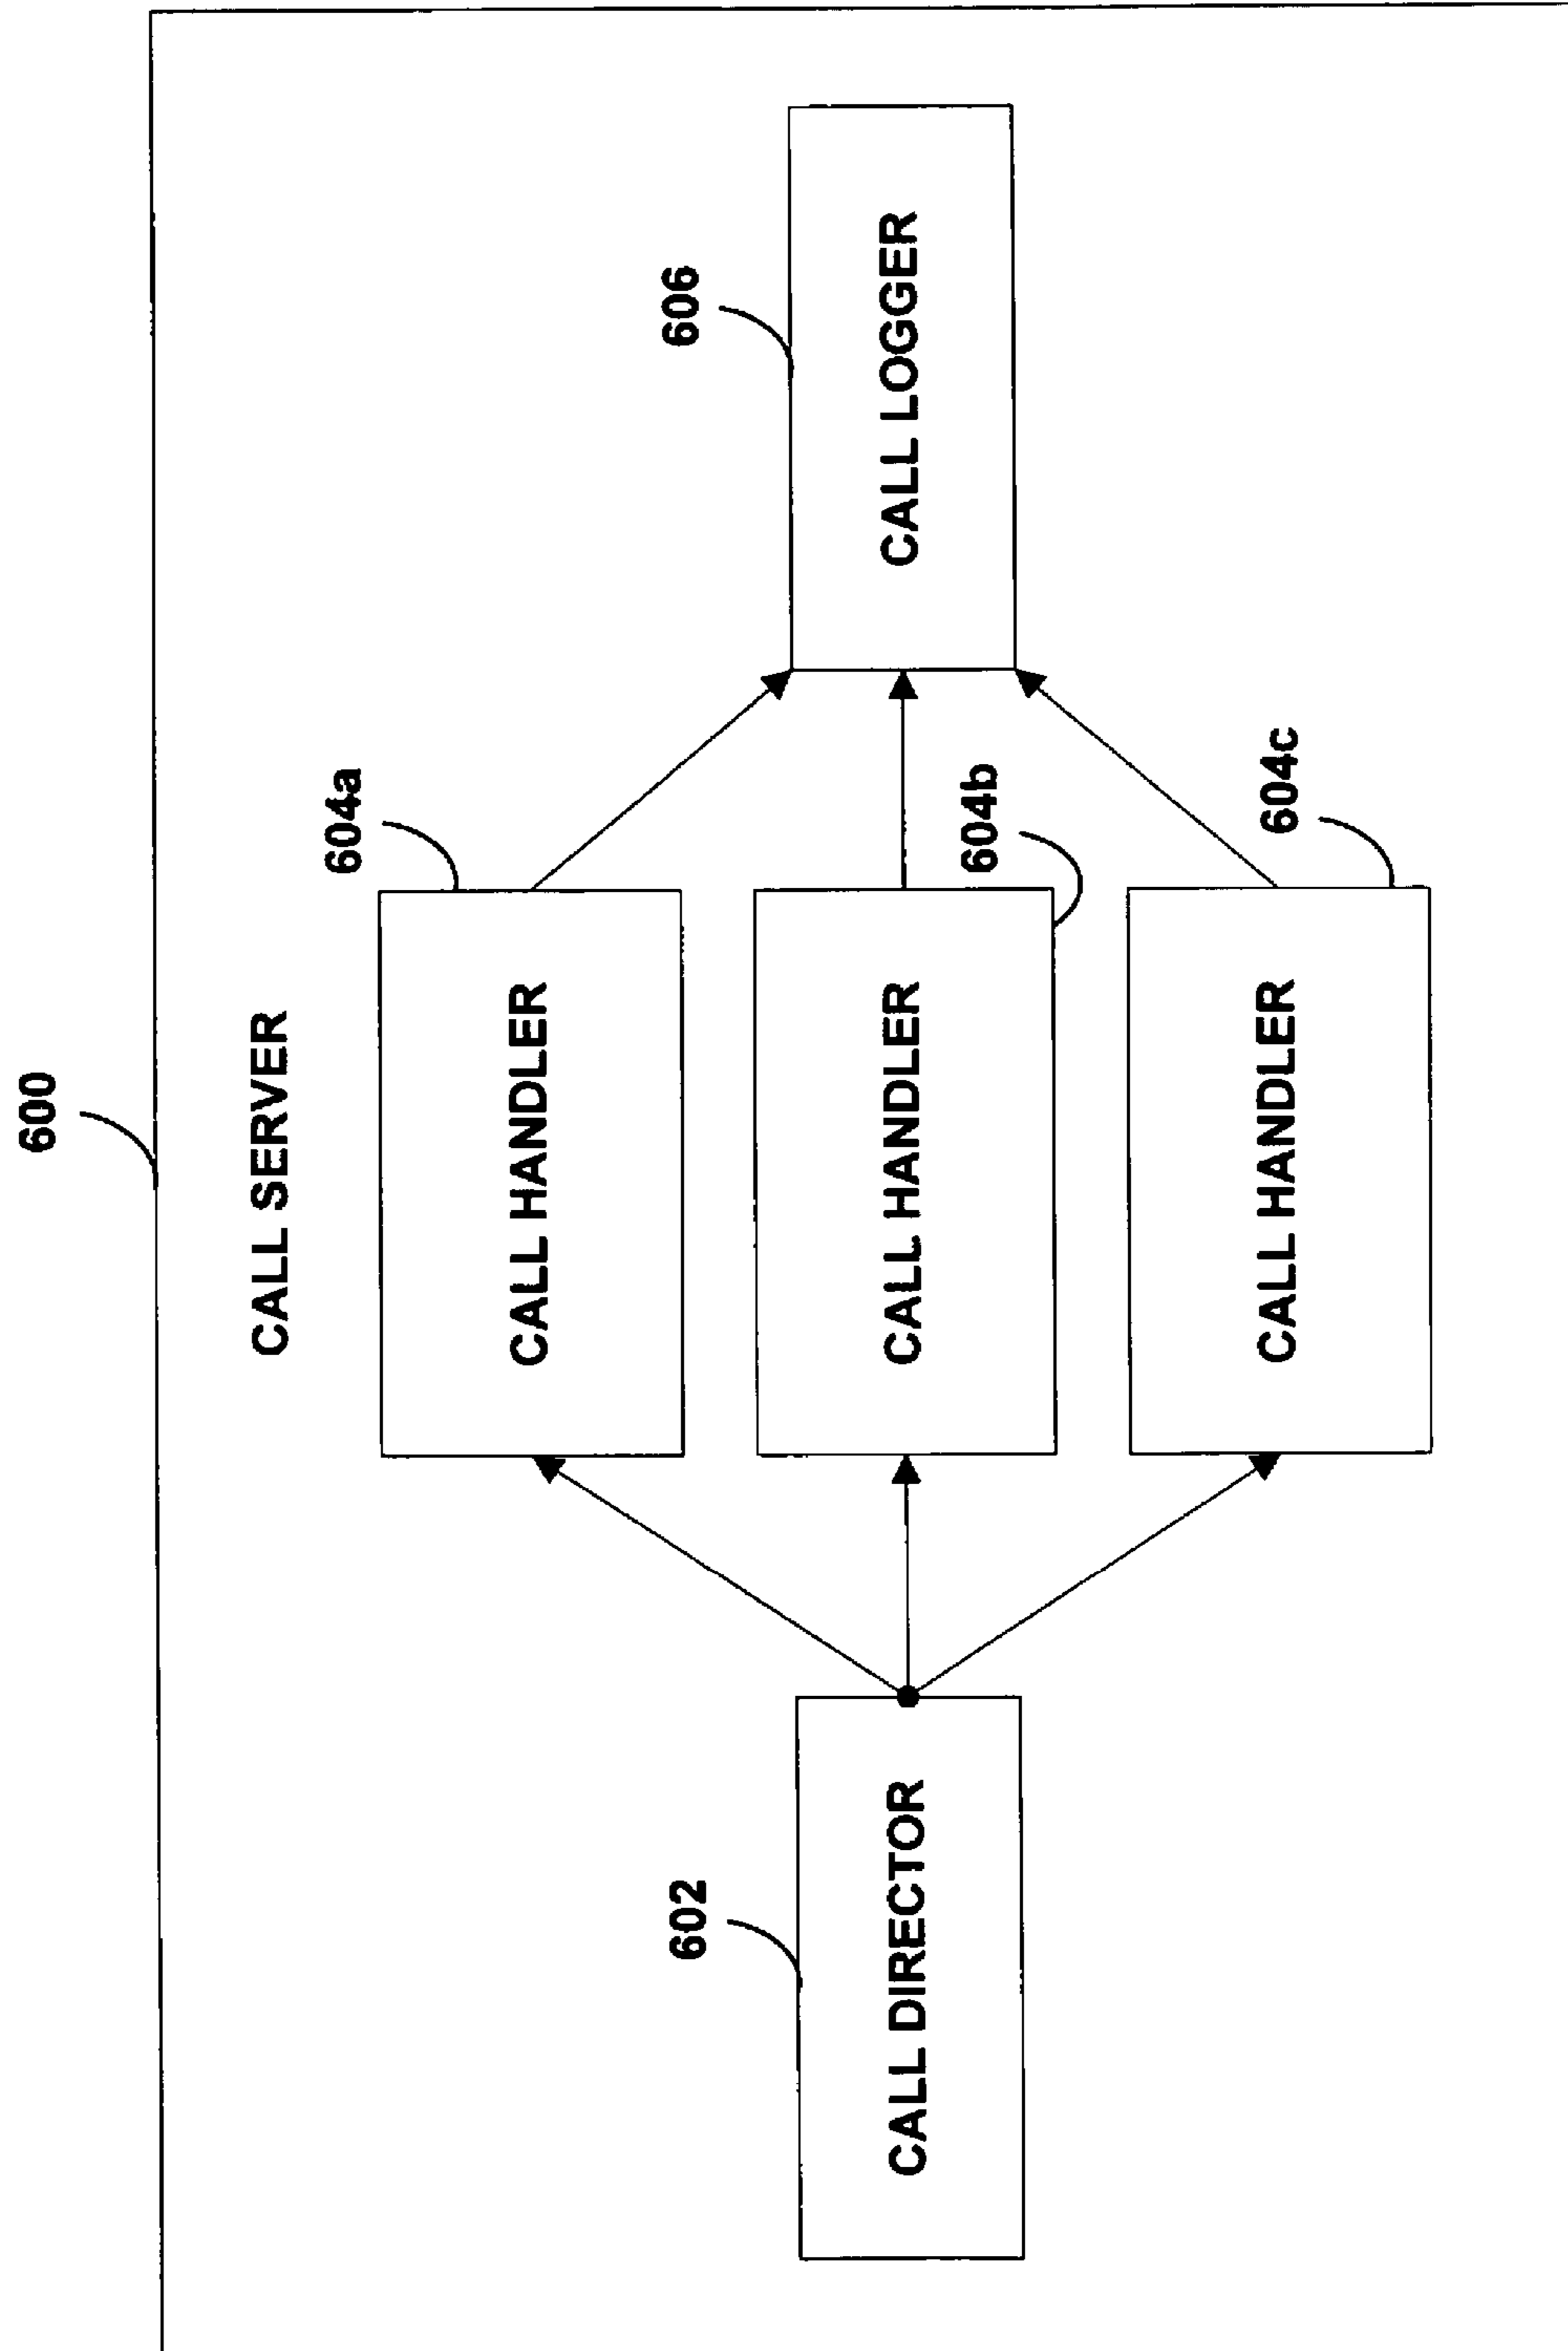 600
CALL SERVER
604a
CALL HANDLER
602
CALL DIRECTOR
CALL HANDLER
604b
606
CALL LOGGER
604c
CALL HANDLER